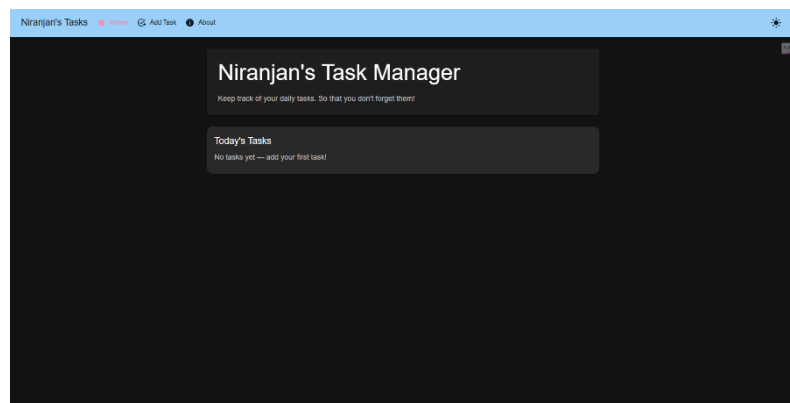 Niranjan's Tasks Home Add Task About
Niranjan's Task Manager
Keep track of your daily tasks. So that you don't forget them!
Today's Tasks
No tasks yet — add your first task!